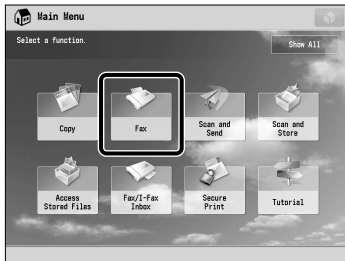 Main Menu
Select a function.
Show All
Copy
Fax
Scan and
Send
Scan and
Store
Access
Stored Files
Fax/I-Fax
Inbox
Secure
Print
Tutorial